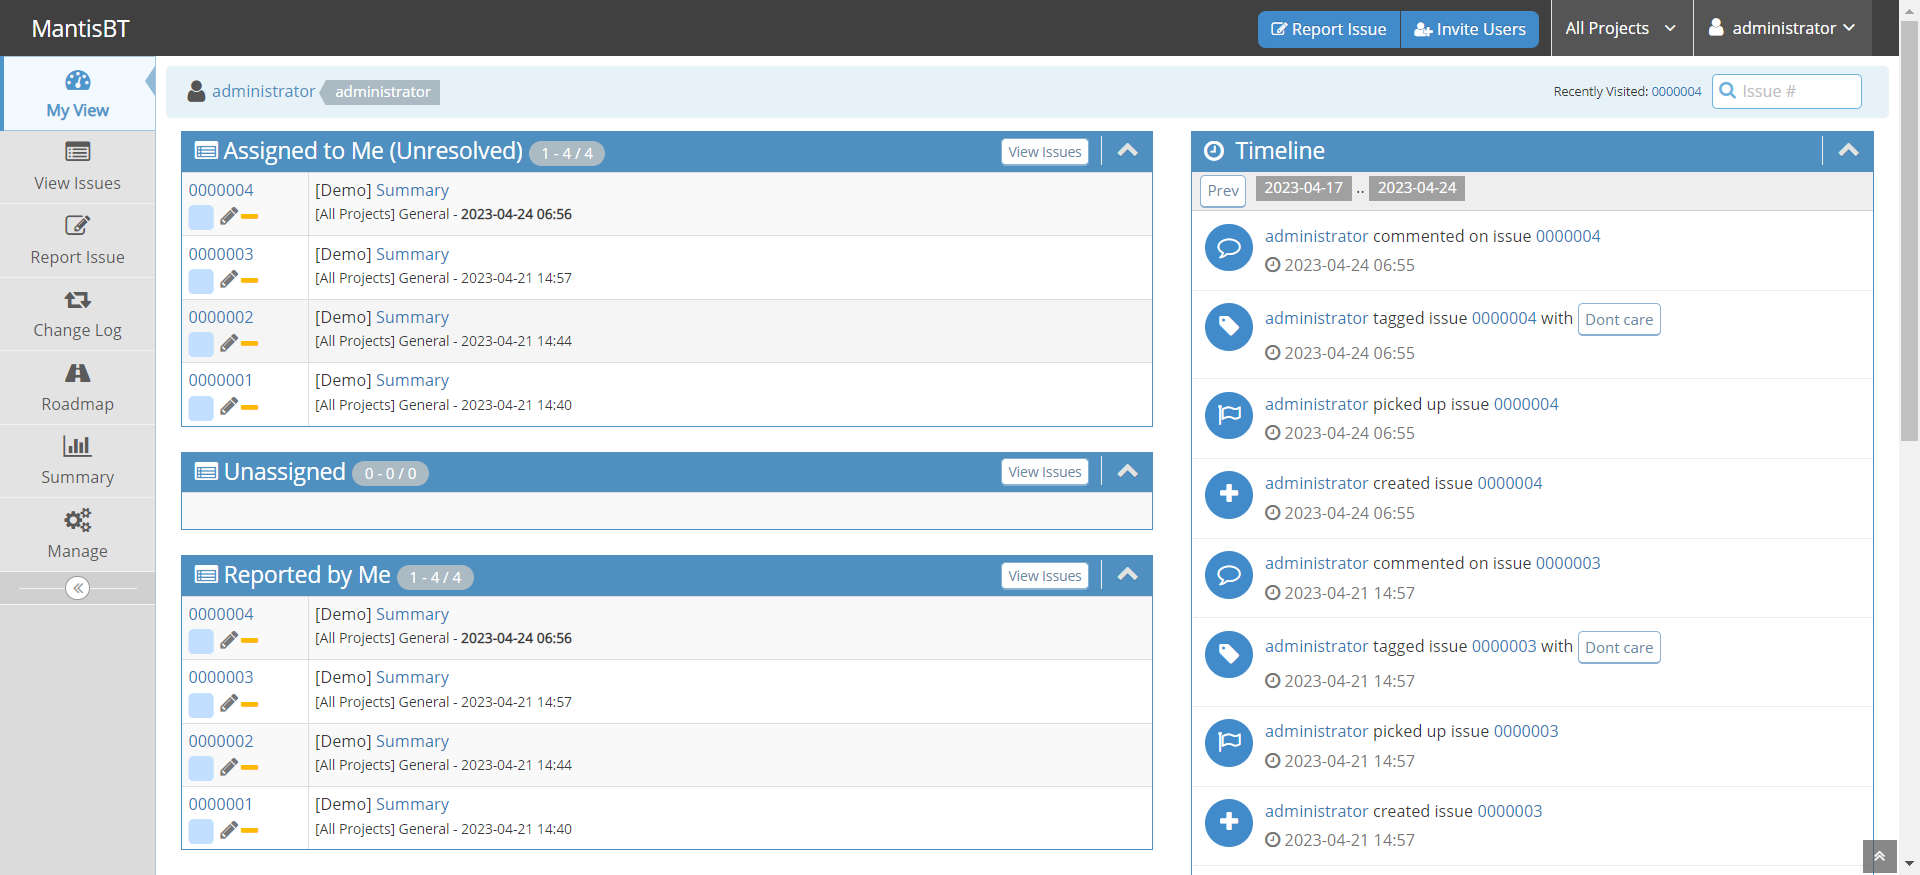 MantisBT
Report Issue
Invite Users
All Projects
administrator
My View
View Issues
Report Issue
Change Log
Roadmap
Summary
Manage
administrator administrator
Recently Visited: 0000004
Issue #
Assigned to Me (Unresolved) 1 - 4 / 4
View Issues
0000004 [Demo] Summary
[All Projects] General - 2023-04-24 06:56
0000003 [Demo] Summary
[All Projects] General - 2023-04-21 14:57
0000002 [Demo] Summary
[All Projects] General - 2023-04-21 14:44
0000001 [Demo] Summary
[All Projects] General - 2023-04-21 14:40
Unassigned 0 - 0 / 0
View Issues
Reported by Me 1 - 4 / 4
View Issues
0000004 [Demo] Summary
[All Projects] General - 2023-04-24 06:56
0000003 [Demo] Summary
[All Projects] General - 2023-04-21 14:57
0000002 [Demo] Summary
[All Projects] General - 2023-04-21 14:44
0000001 [Demo] Summary
[All Projects] General - 2023-04-21 14:40
Timeline
Prev 2023-04-17 .. 2023-04-24
administrator commented on issue 0000004
2023-04-24 06:55
administrator tagged issue 0000004 with Dont care
2023-04-24 06:55
administrator picked up issue 0000004
2023-04-24 06:55
administrator created issue 0000004
2023-04-24 06:55
administrator commented on issue 0000003
2023-04-21 14:57
administrator tagged issue 0000003 with Dont care
2023-04-21 14:57
administrator picked up issue 0000003
2023-04-21 14:57
administrator created issue 0000003
2023-04-21 14:57